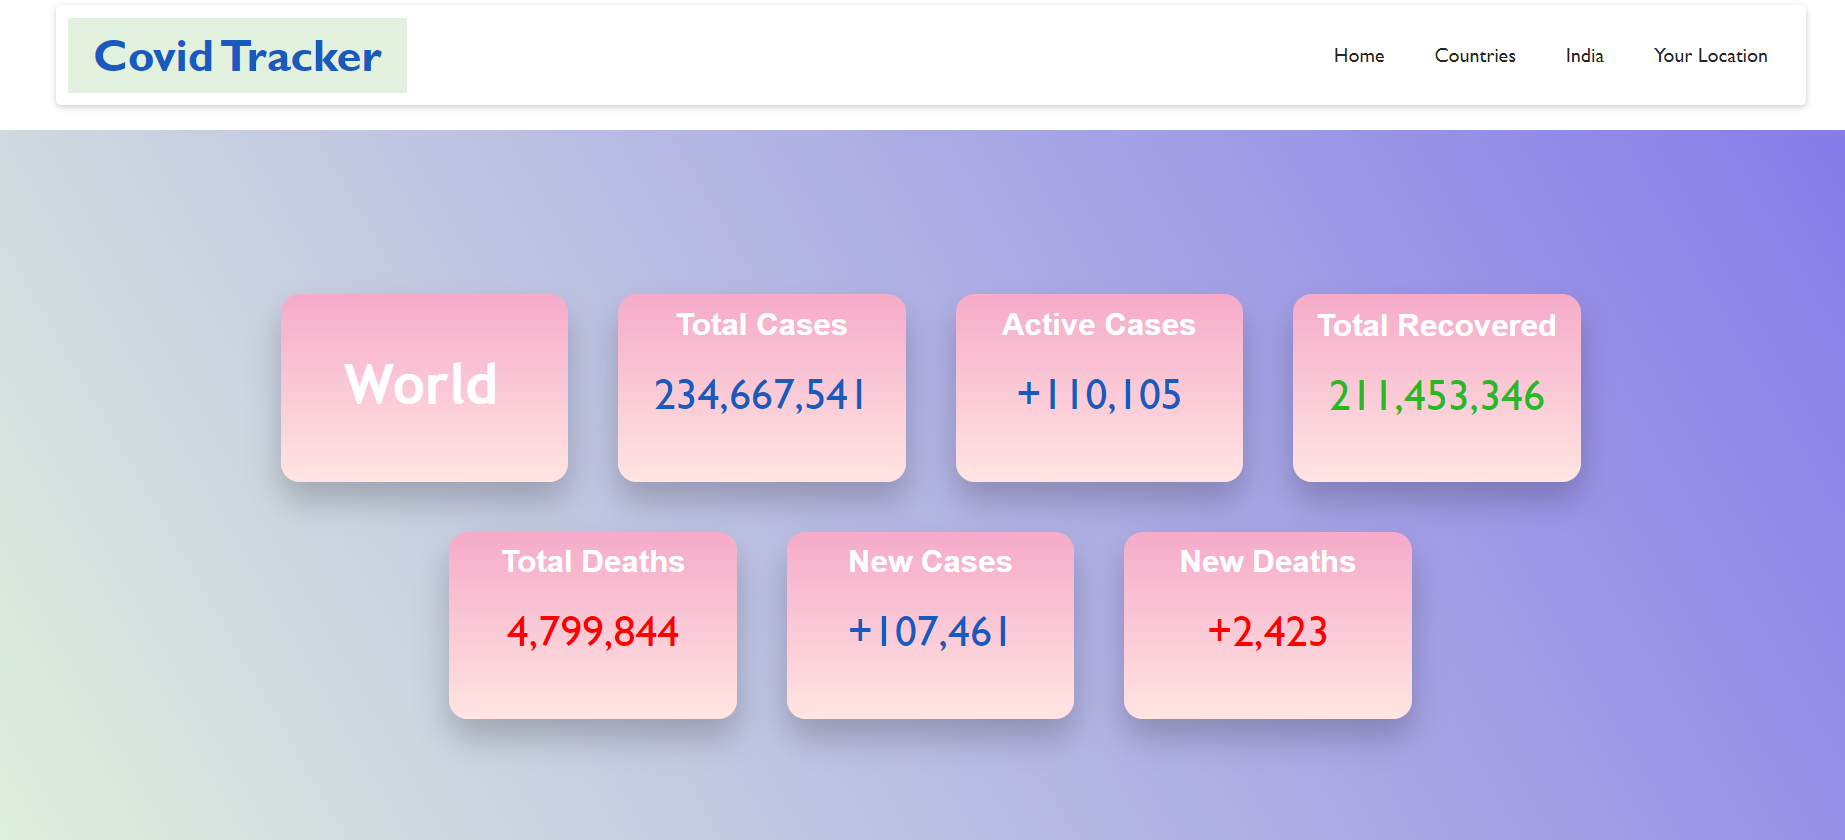 Covid Tracker
Home Countries India Your Location
World
Total Cases
234,667,541
Active Cases
+110,105
Total Recovered
211,453,346
Total Deaths
4,799,844
New Cases
+107,461
New Deaths
+2,423